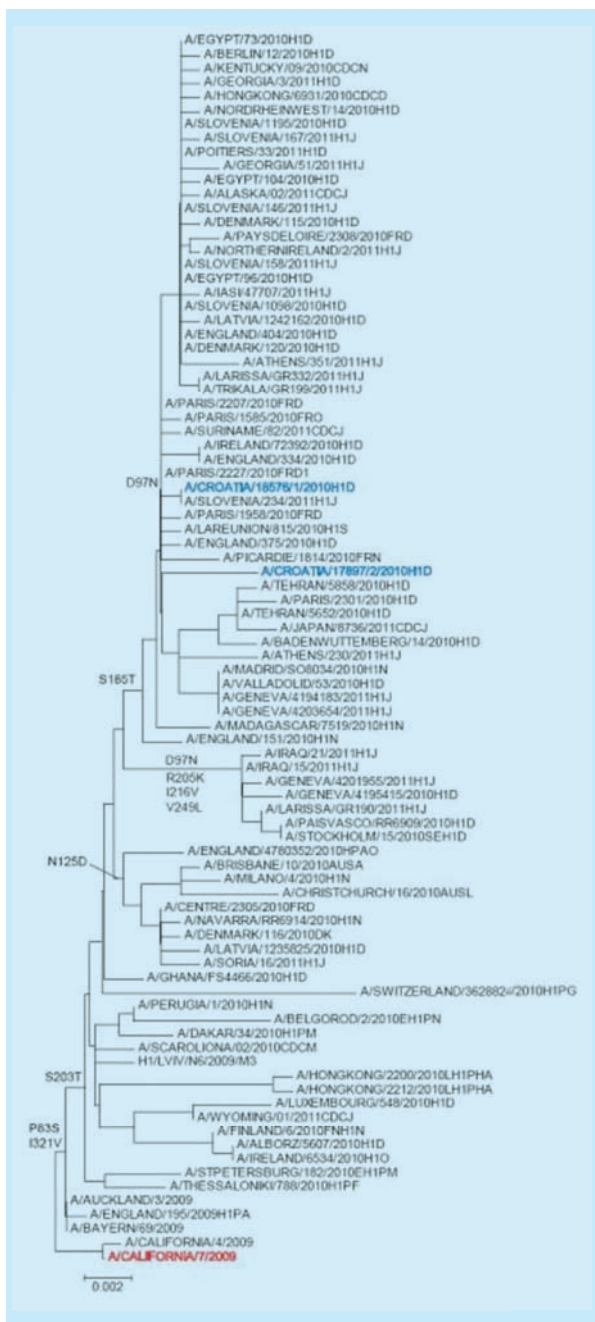 A/EGYPT/73/2010H1D
A/BERLIN/12/2010H1D
A/KENTUCKY/09/2010CDCN
A/GEORGIA/3/2011H1D
A/HONGKONG/6931/2010CDCD
A/NORDRHEINWEST/14/2010H1D
A/SLOVENIA/1195/2010H1D
A/SLOVENIA/167/2011H1J
A/POITIERS/33/2011H1D
A/GEORGIA/51/2011H1J
A/EGYPT/104/2010H1D
A/ALASKA/02/2011CDCJ
A/SLOVENIA/146/2011H1J
A/DENMARK/115/2010H1D
A/PAYSDELOIRE/2308/2010FRD
A/NORTHERNIRELAND/2/2011H1J
A/SLOVENIA/158/2011H1J
A/EGYPT/96/2010H1D
A/IASI/47707/2011H1J
A/SLOVENIA/1098/2010H1D
A/LATVIA/1242162/2010H1D
A/ENGLAND/404/2010H1D
A/DENMARK/120/2010H1D
A/ATHENS/351/2011H1J
A/LARISSA/GR332/2011H1J
A/TRIKALA/GR199/2011H1J
A/PARIS/2207/2010FRD
A/PARIS/1585/2010FRO
A/SURINAME/82/2011CDCJ
A/IRELAND/72392/2010H1D
A/ENGLAND/334/2010H1D
A/PARIS/2227/2010FRD1
D97N
A/CROATIA/18576/1/2010H1D
A/SLOVENIA/234/2011H1J
A/PARIS/1958/2010FRD
A/LAREUNION/815/2010H1S
A/ENGLAND/375/2010H1D
A/PICARDIE/1814/2010FRN
A/CROATIA/17897/2/2010H1D
A/TEHRAN/5858/2010H1D
A/PARIS/2301/2010H1D
A/TEHRAN/5652/2010H1D
A/JAPAN/8736/2011CDCJ
A/BADENWUTTEMBERG/14/2010H1D
A/ATHENS/230/2011H1J
A/MADRID/SO8034/2010H1N
S185T
A/VALLADOLID/53/2010H1D
A/GENEVA/4194183/2011H1J
A/GENEVA/4203654/2011H1J
A/MADAGASCAR/7519/2010H1N
A/ENGLAND/151/2010H1N
A/IRAQ/21/2011H1J
D97N
A/IRAQ/15/2011H1J
R205K
A/GENEVA/4201955/2011H1J
I216V
A/GENEVA/4195415/2010H1D
V249L
A/LARISSA/GR190/2011H1J
A/PAISVASCO/RR6909/2010H1D
A/STOCKHOLM/15/2010SEH1D
A/ENGLAND/4780352/2010HPAO
N125D
A/BRISBANE/10/2010AUSA
A/MILANO/4/2010H1N
A/CHRISTCHURCH/16/2010AUSL
A/CENTRE/2305/2010FRD
A/NAVARRA/RR6914/2010H1N
A/DENMARK/116/2010DK
A/LATVIA/1235825/2010H1D
A/SORIA/16/2011H1J
A/GHANA/FS4466/2010H1D
A/PERUGIA/1/2010H1N
A/BELGOROD/2/2010EH1PN
A/DAKAR/34/2010H1PM
A/SCAROLIONA/02/2010CDCM
H1/LVIV/N6/2009/M3
S203T
A/HONGKONG/2200/2010LH1PHA
A/HONGKONG/2212/2010LH1PHA
A/LUXEMBOURG/548/2010H1D
A/WYOMING/01/2011CDCJ
A/FINLAND/6/2010FNH1N
P83S
A/ALBORZ/5607/2010H1D
I321V
A/IRELAND/6534/2010H1O
A/STPETERSBURG/182/2010EH1PM
A/THESSALONIKI/788/2010H1PF
A/AUCKLAND/3/2009
A/ENGLAND/195/2009H1PA
A/BAYERN/69/2009
A/CALIFORNIA/4/2009
A/CALIFORNIA/7/2009
0.002